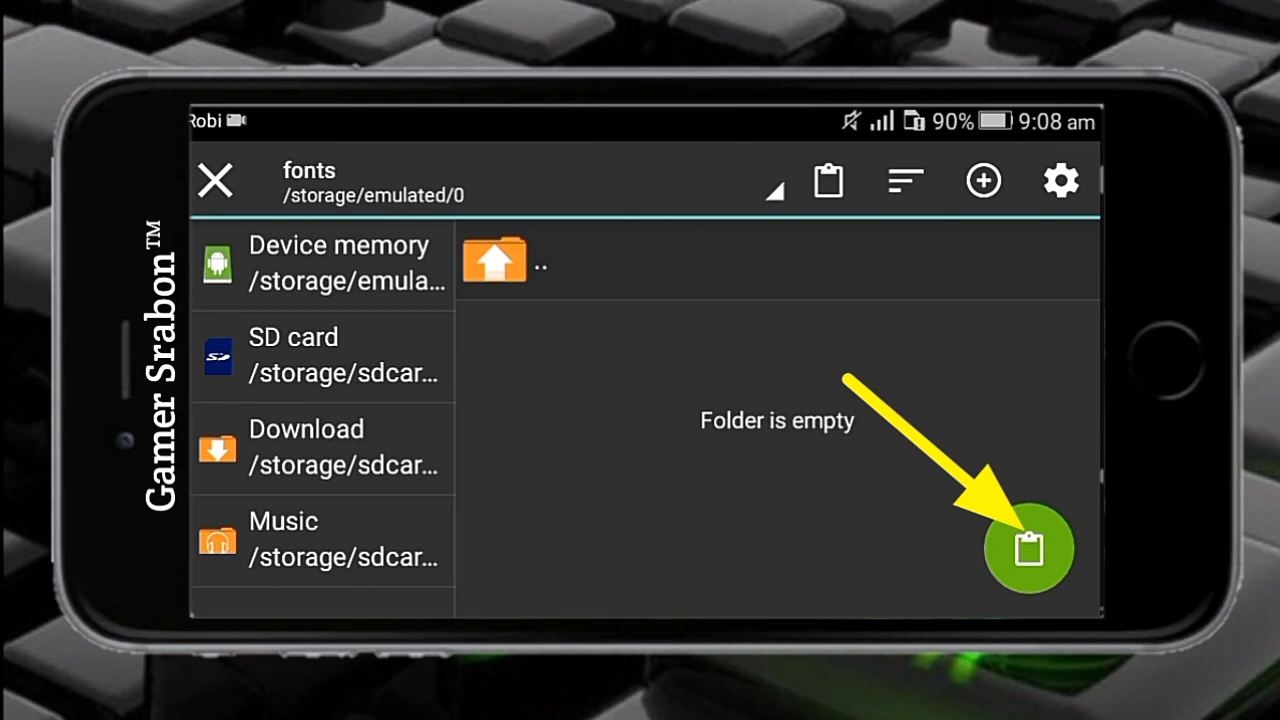 Robi
90% 9:08 am
fonts
/storage/emulated/0
Device memory
/storage/emula...
..
SD card
/storage/sdcar...
Download
/storage/sdcar...
Music
/storage/sdcar...
Folder is empty
Gamer Srabon™